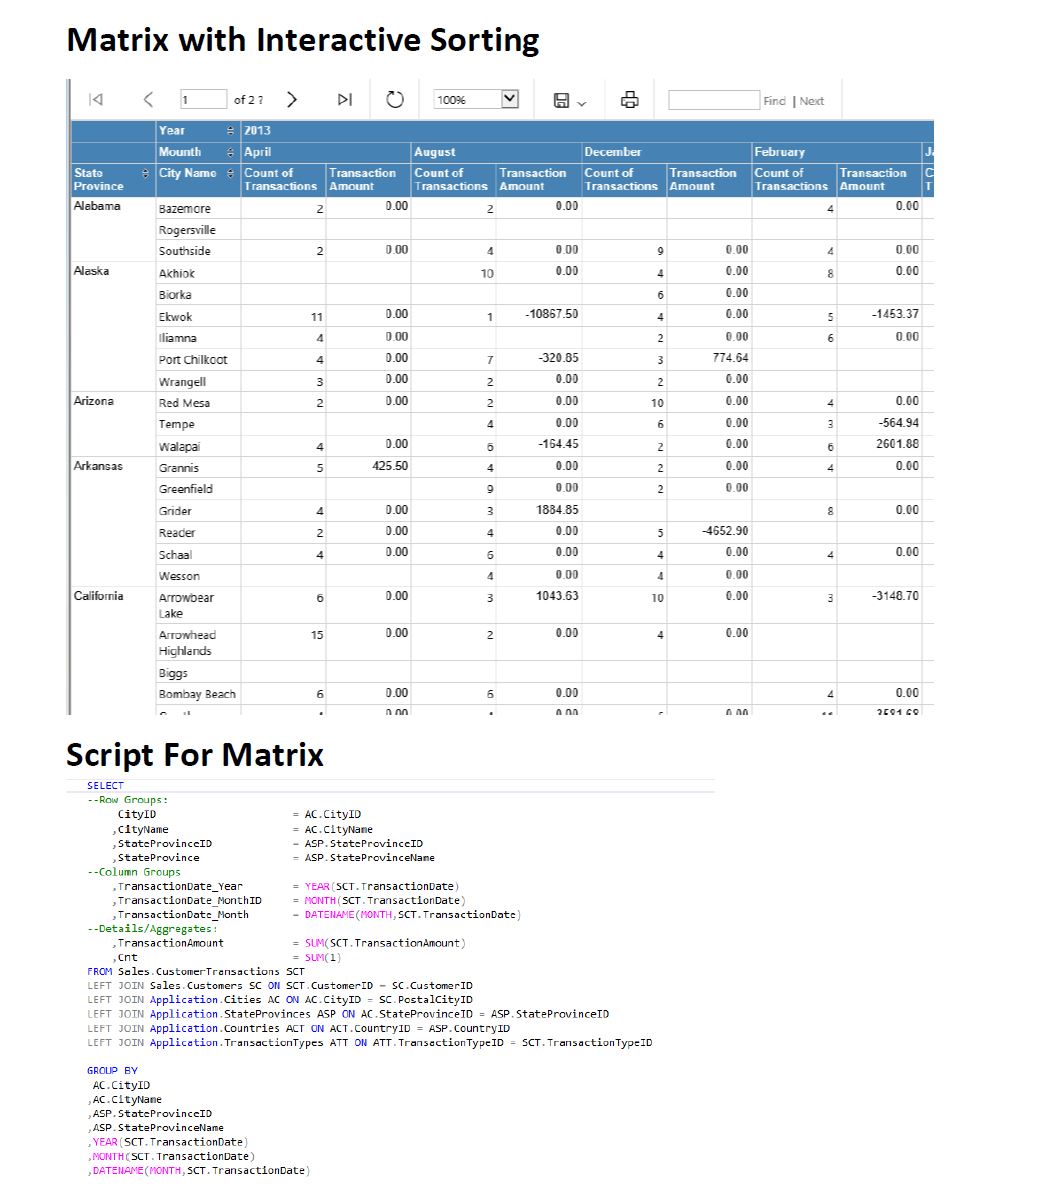 Matrix with Interactive Sorting
1 of 2 ? 100% Find | Next
Year 2013
Mounth April August December February
State Province City Name Count of Transactions Transaction Amount Count of Transactions Transaction Amount Count of Transactions Transaction Amount Count of Transactions Transaction Amount
Alabama Bazemore 2 0.00 2 0.00 4 0.00
Rogersville
Southside 2 0.00 4 0.00 9 0.00 4 0.00
Alaska Akhiok 10 0.00 4 0.00 8 0.00
Biorka 6 0.00
Ekwok 11 0.00 1 -10867.50 4 0.00 5 -1453.37
Iliamna 4 0.00 2 0.00 6 0.00
Port Chilkoot 4 0.00 7 -320.85 3 774.64
Wrangell 3 0.00 2 0.00 2 0.00
Arizona Red Mesa 2 0.00 2 0.00 10 0.00 4 0.00
Tempe 4 0.00 6 0.00 3 -564.94
Walapai 4 0.00 6 -164.45 2 0.00 6 2601.88
Arkansas Grannis 5 425.50 4 0.00 2 0.00 4 0.00
Greenfield 9 0.00 2 0.00
Grider 4 0.00 3 1884.85 8 0.00
Reader 2 0.00 4 0.00 5 -4652.90
Schaal 4 0.00 6 0.00 4 0.00 4 0.00
Wesson 4 0.00 4 0.00
California Arrowbear Lake 6 0.00 3 1043.63 10 0.00 3 -3148.70
Arrowhead Highlands 15 0.00 2 0.00 4 0.00
Biggs
Bombay Beach 6 0.00 6 0.00 4 0.00
Script For Matrix
SELECT
--Row Groups:
CityID = AC.CityID
,CityName = AC.CityName
,StateProvinceID = ASP.StateProvinceID
,StateProvince = ASP.StateProvinceName
--Column Groups
,TransactionDate_Year = YEAR(SCT.TransactionDate)
,TransactionDate_MonthID = MONTH(SCT.TransactionDate)
,TransactionDate_Month = DATENAME(MONTH,SCT.TransactionDate)
--Details/Aggregates:
,TransactionAmount = SUM(SCT.TransactionAmount)
,Cnt = SUM(1)
FROM Sales.CustomerTransactions SCT
LEFT JOIN Sales.Customers SC ON SCT.CustomerID = SC.CustomerID
LEFT JOIN Application.Cities AC ON AC.CityID = SC.PostalCityID
LEFT JOIN Application.StateProvinces ASP ON AC.StateProvinceID = ASP.StateProvinceID
LEFT JOIN Application.Countries ACT ON ACT.CountryID = ASP.CountryID
LEFT JOIN Application.TransactionTypes ATT ON ATT.TransactionTypeID = SCT.TransactionTypeID
GROUP BY
AC.CityID
,AC.CityName
,ASP.StateProvinceID
,ASP.StateProvinceName
,YEAR(SCT.TransactionDate)
,MONTH(SCT.TransactionDate)
,DATENAME(MONTH,SCT.TransactionDate)